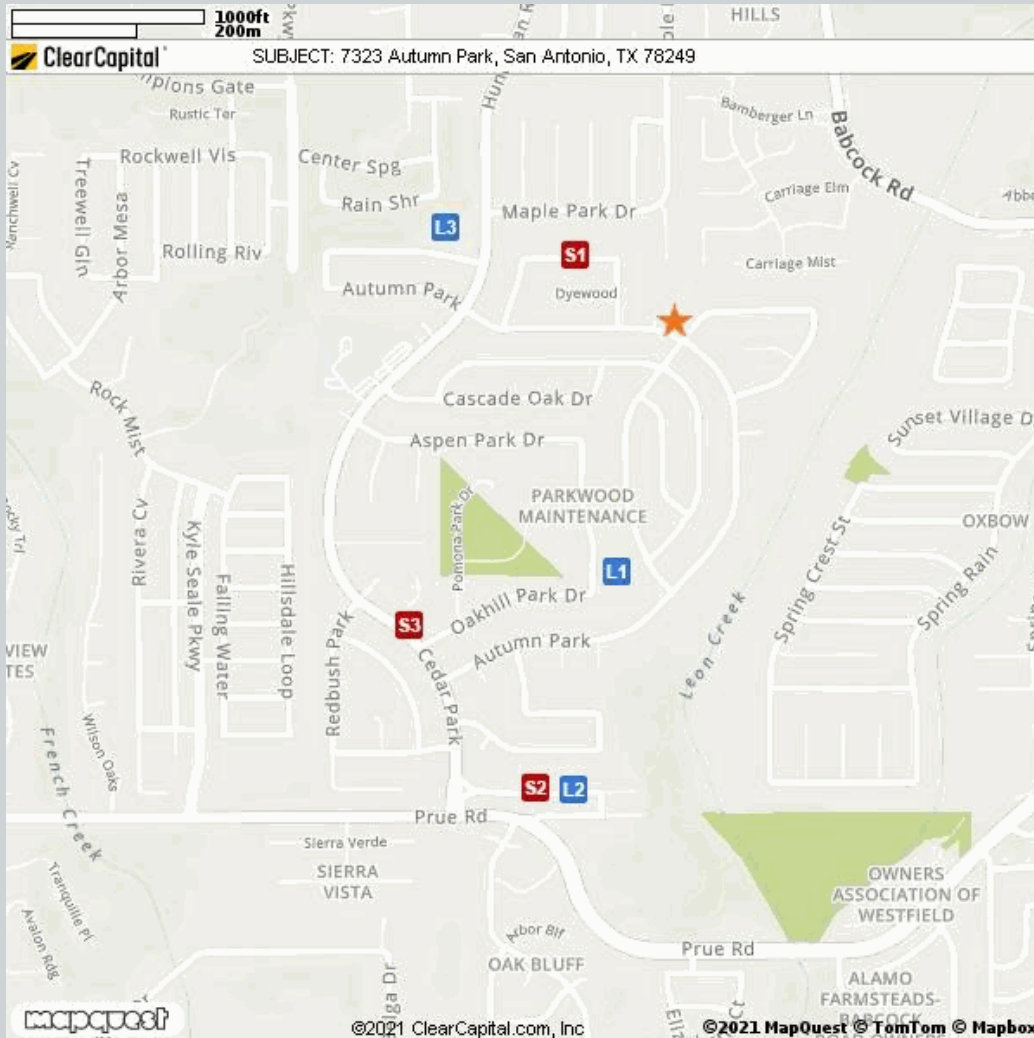 1000ft
200m
HILLS
ClearCapital
SUBJECT: 7323 Autumn Park, San Antonio, TX 78249
Gate
Rustic Ter
Bamberger Ln
Babcock Rd
Rockwell Vis
Center Spg
Treewell Gln
Arbor Mesa
Carriage Elm
Rain Shr
L3
Maple Park Dr
Rolling Riv
S1
Carriage Mist
Autumn Park
Dyewood
Rock Mist
Cascade Oak Dr
Sunset Village D
Aspen Park Dr
PARKWOOD
MAINTENANCE
Pomona Park Dr
OXBOW
Riviera Cv
Kyle Seale Pkwy
Falling Water
Hillsdale Loop
Spring Crest St
Spring Rain
L1
Oakhill Park Dr
S3
Autumn Park
Leon Creek
VIEW
TES
Redbush Park
Cedar Park
Wilson Oaks
French Creek
S2
L2
Prue Rd
Sierra Verde
SIERRA
VISTA
OWNERS
ASSOCIATION OF
WESTFIELD
Tranquille Pl
Avalon Rdg
Arbor Blf
OAK BLUFF
Prue Rd
ALAMO
FARMSTEADS-
BABCOCK
mapquest
©2021 ClearCapital.com, Inc
©2021 MapQuest © TomTom © Mapbox